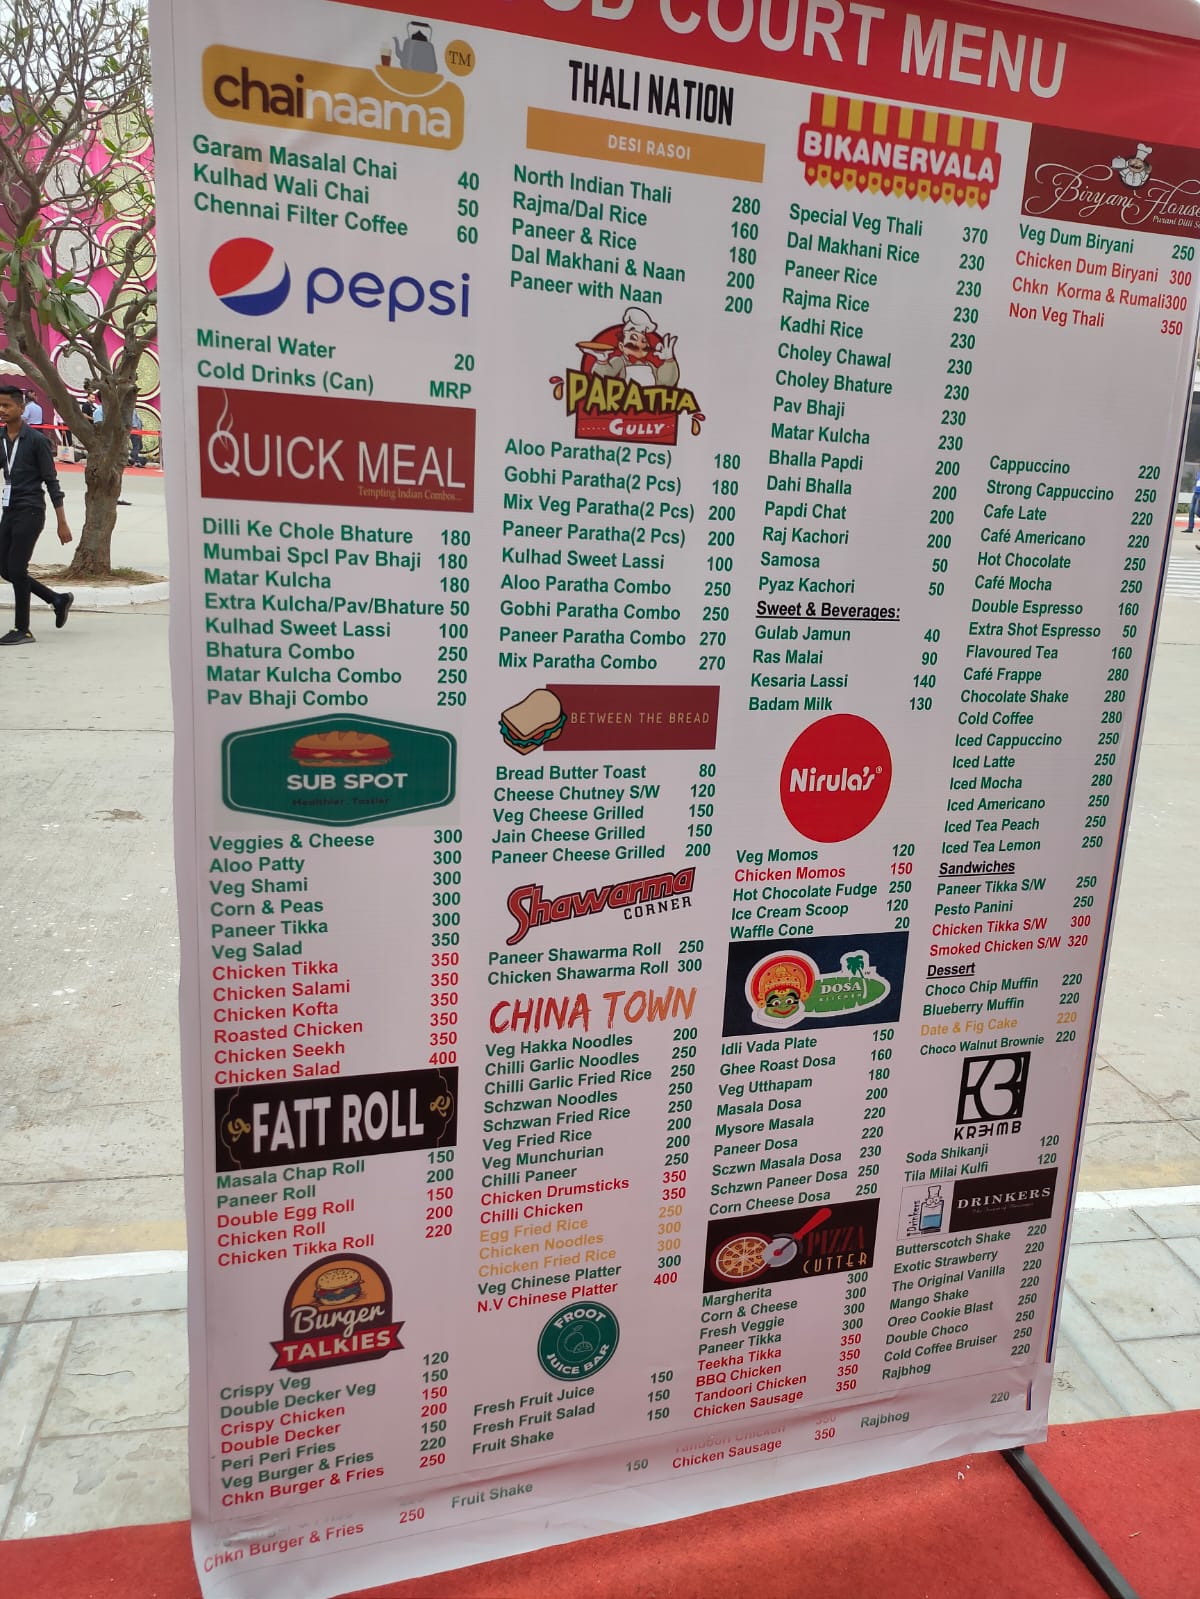 COURT MENU
chainaama TM
Garam Masalal Chai 40
Kulhad Wali Chai 50
Chennai Filter Coffee 60
pepsi
Mineral Water 20
Cold Drinks (Can) MRP
QUICK MEAL
Tempting Indian Combos...
Dilli Ke Chole Bhature 180
Mumbai Spcl Pav Bhaji 180
Matar Kulcha 180
Extra Kulcha/Pav/Bhature 50
Kulhad Sweet Lassi 100
Bhatura Combo 250
Matar Kulcha Combo 250
Pav Bhaji Combo 250
SUB SPOT
Healthier. Tastier
Veggies & Cheese 300
Aloo Patty 300
Veg Shami 300
Corn & Peas 300
Paneer Tikka 300
Veg Salad 350
Chicken Tikka 350
Chicken Salami 350
Chicken Kofta 350
Roasted Chicken 350
Chicken Seekh 350
Chicken Salad 400
FATT ROLL
Masala Chap Roll 150
Paneer Roll 200
Double Egg Roll 150
Chicken Roll 200
Chicken Tikka Roll 220
Burger
TALKIES
Crispy Veg 120
Double Decker Veg 150
Crispy Chicken 150
Double Decker 200
Peri Peri Fries 150
Veg Burger & Fries 220
Chkn Burger & Fries 250
Chkn Burger & Fries 250
THALI NATION
DESI RASOI
North Indian Thali 280
Rajma/Dal Rice 160
Paneer & Rice 180
Dal Makhani & Naan 200
Paneer with Naan 200
PARATHA
GULLY
Aloo Paratha(2 Pcs) 180
Gobhi Paratha(2 Pcs) 180
Mix Veg Paratha(2 Pcs) 200
Paneer Paratha(2 Pcs) 200
Kulhad Sweet Lassi 100
Aloo Paratha Combo 250
Gobhi Paratha Combo 250
Paneer Paratha Combo 270
Mix Paratha Combo 270
BETWEEN THE BREAD
Bread Butter Toast 80
Cheese Chutney S/W 120
Veg Cheese Grilled 150
Jain Cheese Grilled 150
Paneer Cheese Grilled 200
Shawarma
CORNER
Paneer Shawarma Roll 250
Chicken Shawarma Roll 300
CHINA TOWN
Veg Hakka Noodles 200
Chilli Garlic Noodles 250
Chilli Garlic Fried Rice 250
Schzwan Noodles 250
Schzwan Fried Rice 250
Veg Fried Rice 200
Veg Munchurian 200
Chilli Paneer 250
Chicken Drumsticks 350
Chilli Chicken 350
Egg Fried Rice 250
Chicken Noodles 300
Chicken Fried Rice 300
Veg Chinese Platter 300
N.V Chinese Platter 400
FROOT
JUICE BAR
Fresh Fruit Juice 150
Fresh Fruit Salad 150
Fruit Shake 150
Fruit Shake 150
BIKANERVALA
Special Veg Thali 370
Dal Makhani Rice 230
Paneer Rice 230
Rajma Rice 230
Kadhi Rice 230
Choley Chawal 230
Choley Bhature 230
Pav Bhaji 230
Matar Kulcha 230
Bhalla Papdi 200
Dahi Bhalla 200
Papdi Chat 200
Raj Kachori 200
Samosa 50
Pyaz Kachori 50
Sweet & Beverages:
Gulab Jamun 40
Ras Malai 90
Kesaria Lassi 140
Badam Milk 130
Nirula's®
Veg Momos 120
Chicken Momos 150
Hot Chocolate Fudge 250
Ice Cream Scoop 120
Waffle Cone 20
DOSA
KITCHEN
Idli Vada Plate 150
Ghee Roast Dosa 160
Veg Utthapam 180
Masala Dosa 200
Mysore Masala 220
Paneer Dosa 220
Sczwn Masala Dosa 230
Schzwn Paneer Dosa 250
Corn Cheese Dosa 250
PIZZA
CUTTER
Margherita 300
Corn & Cheese 300
Fresh Veggie 300
Paneer Tikka 300
Teekha Tikka 350
BBQ Chicken 350
Tandoori Chicken 350
Chicken Sausage 350
Tandoori Chicken 350
Chicken Sausage 350
Biryani House
Purani Dilli
Veg Dum Biryani 250
Chicken Dum Biryani 300
Chkn Korma & Rumali 300
Non Veg Thali 350
Cappuccino 220
Strong Cappuccino 250
Cafe Late 220
Café Americano 220
Hot Chocolate 250
Café Mocha 250
Double Espresso 160
Extra Shot Espresso 50
Flavoured Tea 160
Café Frappe 280
Chocolate Shake 280
Cold Coffee 280
Iced Cappuccino 250
Iced Latte 250
Iced Mocha 280
Iced Americano 250
Iced Tea Peach 250
Iced Tea Lemon 250
Sandwiches
Paneer Tikka S/W 250
Pesto Panini 250
Chicken Tikka S/W 300
Smoked Chicken S/W 320
Dessert
Choco Chip Muffin 220
Blueberry Muffin 220
Date & Fig Cake 220
Choco Walnut Brownie 220
KREMB
Soda Shikanji 120
Tila Milai Kulfi 120
Drinkers
DRINKERS
Butterscotch Shake 220
Exotic Strawberry 220
The Original Vanilla 220
Mango Shake 220
Oreo Cookie Blast 250
Double Choco 250
Cold Coffee Bruiser 250
Rajbhog 220
Rajbhog 220